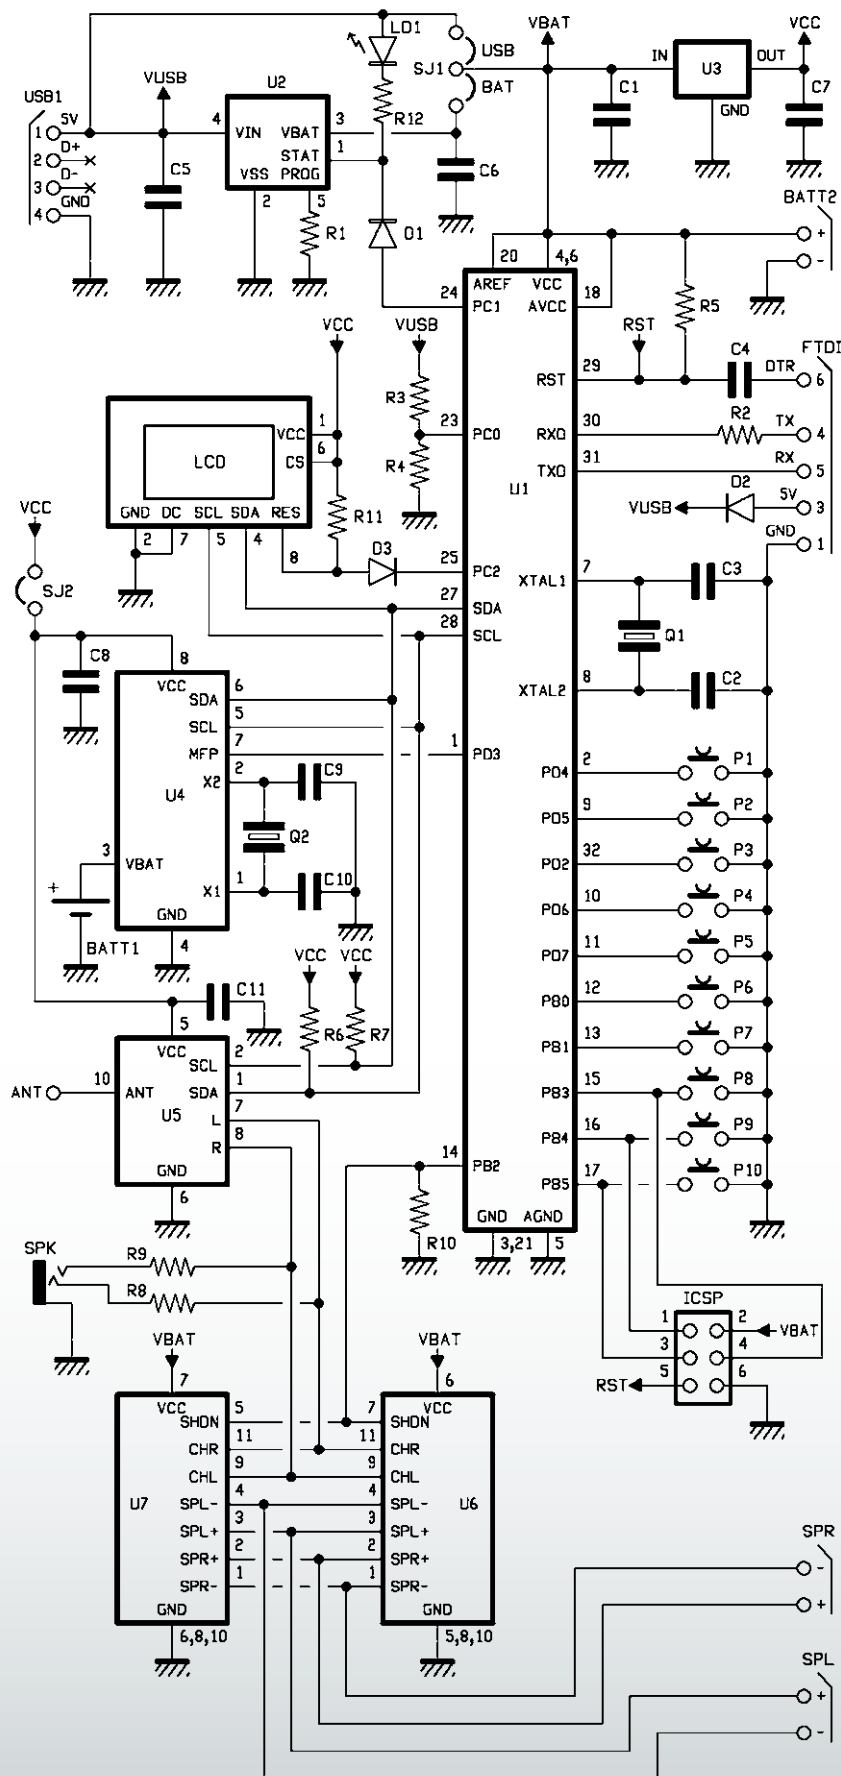 LD1
USB
SJ1
BAT
VBAT
VCC
IN
U3
OUT
GND
C1
C7
USB1
VUSB
U2
1 5V
2 D+
3 D-
4 GND
4 VIN
VBAT 3
STAT 1
VSS PROG
2
5
R12
C5
C6
R1
D1
BATT2
+
-
20
4,6
AREF
VCC
24 PC1
AVCC 18
R5
VCC
VUSB
RST
C4
DTR
FTDI
6
RST 29
R3
R2
TX
4
23 PC0
RX0 30
R4
RX
5
TX0 31
U1
D2
5V
3
VUSB
GND
1
LCD
VCC 1
CS 6
GND DC SCL SDA RES
2 7 5 4 8
R11
D3
25 PC2
XTAL1 7
C3
27 SDA
28 SCL
Q1
XTAL2 8
C2
VCC
SJ2
C8
8
VCC
SDA 6
SCL 5
MFP 7
1 PD3
X2 2
C9
U4
Q2
3 VBAT
X1 1
C10
+
BATT1
GND
4
PD4 2 P1
PD5 9 P2
PD2 32 P3
PD6 10 P4
PD7 11 P5
PB0 12 P6
PB1 13 P7
PB3 15 P8
PB4 16 P9
PB5 17 P10
VCC
VCC
C11
R6
R7
5
VCC
SCL 2
ANT 10 ANT
SDA 1
U5
L 7
R 8
GND
6
14 PB2
R10
GND AGND
3,21 5
SPK
R9
R8
ICSP
1 2 VBAT
3 4
RST 5 6
VBAT
VBAT
7
6
VCC
VCC
SHDN 5 7 SHDN
CHR 11 11 CHR
CHL 9 9 CHL
U7 SPL- 4 4 SPL- U6
SPL+ 3 3 SPL+
SPR+ 2 2 SPR+
SPR- 1 1 SPR-
GND
GND
6,8,10
5,8,10
SPR
-
+
SPL
+
-